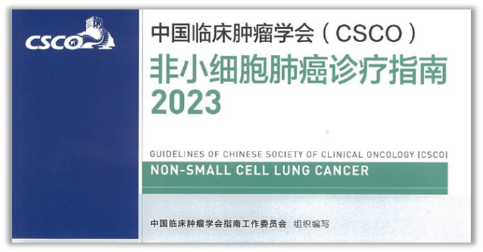 CSCO
中国临床肿瘤学会（CSCO）
非小细胞肺癌诊疗指南
2023
GUIDELINES OF CHINESE SOCIETY OF CLINICAL ONCOLOGY [CSCO]
NON-SMALL CELL LUNG CANCER
中国临床肿瘤学会指南工作委员会 组织编写